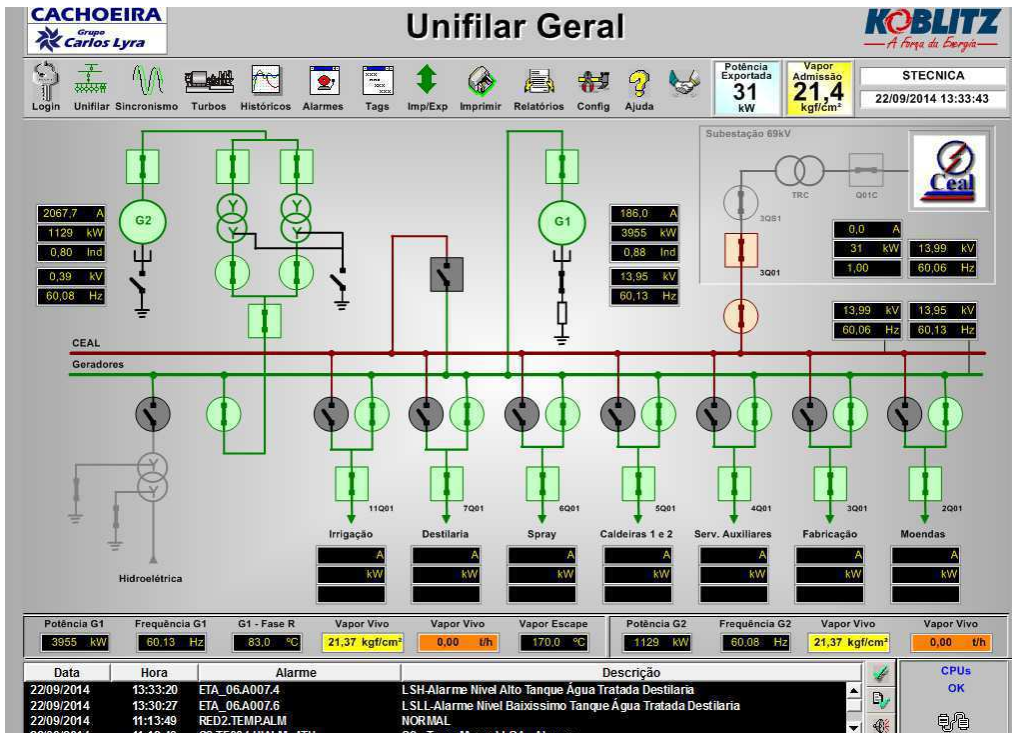 CACHOEIRA
Grupo
Carlos Lyra
Unifilar Geral
KOBLITZ
A Força da Energia
Login Unifilar Sincronismo Turbos Históricos Alarmes Tags Imp/Exp Imprimir Relatórios Config Ajuda
Potência
Exportada
31
kW
Vapor
Admissão
21,4
kgf/cm²
STECNICA
22/09/2014 13:33:43
Subestação 69kV
TRC
Q01C
Ceal
3QS1
3Q01
0,0 A
31 kW
1,00
13,99 kV
60,06 Hz
2067,7 A
1129 kW
0,80 Ind
0,39 kV
60,08 Hz
G2
Y
Y
Y
Y
G1
186,0 A
3955 kW
0,88 Ind
13,95 kV
60,13 Hz
13,99 kV
60,06 Hz
13,95 kV
60,13 Hz
CEAL
Geradores
Y
Y
Hidroelétrica
11Q01 7Q01 6Q01 5Q01 4Q01 3Q01 2Q01
Irrigação Destilaria Spray Caldeiras 1 e 2 Serv. Auxiliares Fabricação Moendas
A A A A A A A
kW kW kW kW kW kW kW
Potência G1 Frequência G1 G1 - Fase R Vapor Vivo Vapor Vivo Vapor Escape Potência G2 Frequência G2 Vapor Vivo Vapor Vivo
3955 kW 60,13 Hz 83,0 ºC 21,37 kgf/cm² 0,00 t/h 170,0 ºC 1129 kW 60,08 Hz 21,37 kgf/cm² 0,00 t/h
Data Hora Alarme Descrição
22/09/2014 13:33:20 ETA_06.A007.4 LSH-Alarme Nivel Alto Tanque Água Tratada Destilaria
22/09/2014 13:30:27 ETA_06.A007.6 LSLL-Alarme Nivel Baixissimo Tanque Água Tratada Destilaria
22/09/2014 11:13:49 RED2.TEMP.ALM NORMAL
CPUs
OK